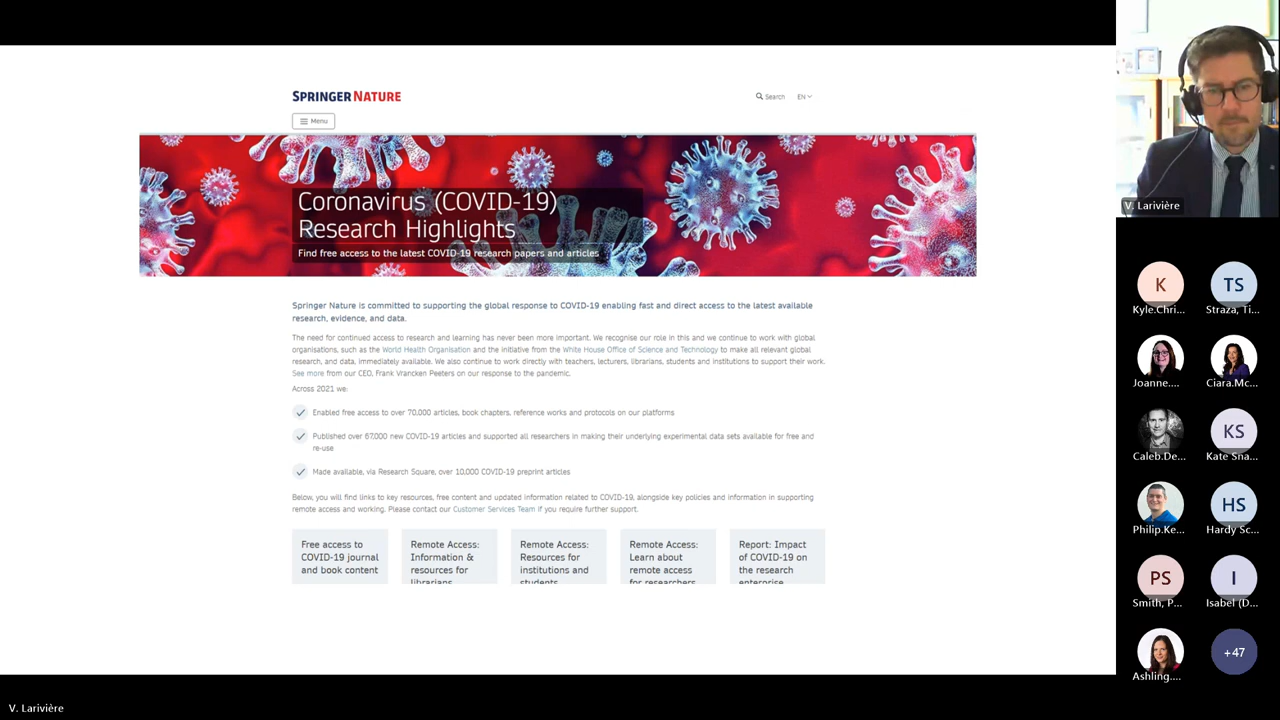 SPRINGER NATURE
Search
EN
Menu
Coronavirus (COVID-19)
Research Highlights
Find free access to the latest COVID-19 research papers and articles
Springer Nature is committed to supporting the global response to COVID-19 enabling fast and direct access to the latest available
research, evidence, and data.
The need for continued access to research and learning has never been more important. We recognise our role in this and we continue to work with global
organisations, such as the World Health Organisation and the initiative from the White House Office of Science and Technology to make all relevant global
research, and data, immediately available. We also continue to work directly with teachers, lecturers, librarians, students and institutions to support their work.
See more from our CEO, Frank Vrancken Peeters on our response to the pandemic.
Across 2021 we:
Enabled free access to over 70,000 articles, book chapters, reference works and protocols on our platforms
Published over 67,000 new COVID-19 articles and supported all researchers in making their underlying experimental data sets available for free and
re-use
Made available, via Research Square, over 10,000 COVID-19 preprint articles
Below, you will find links to key resources, free content and updated information related to COVID-19, alongside key policies and information in supporting
remote access and working. Please contact our Customer Services Team if you require further support.
Free access to
COVID-19 journal
and book content
Remote Access:
Information &
resources for
librarians
Remote Access:
Resources for
institutions and
students
Remote Access:
Learn about
remote access
for researchers
Report: Impact
of COVID-19 on
the research
enterprise
V. Larivière
K
Kyle.Chri...
TS
Straza, Ti...
Joanne....
Ciara.Mc...
Caleb.De...
KS
Kate Sna...
Philip.Ke...
HS
Hardy Sc...
PS
Smith, P...
I
Isabel (D...
Ashling....
+47
V. Larivière